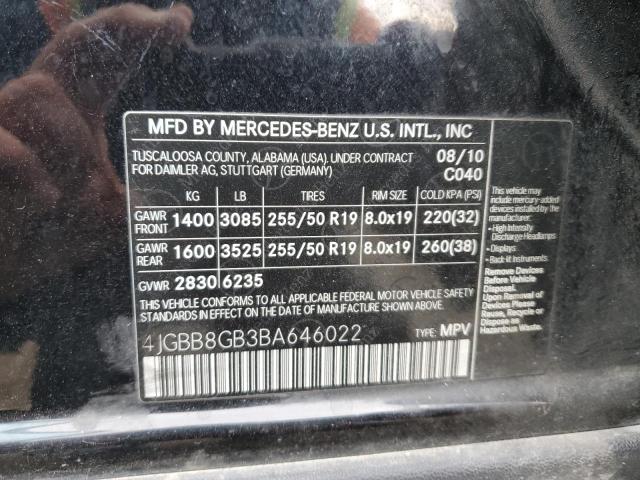 MFD BY MERCEDES-BENZ U.S. INTL., INC
TUSCALOOSA COUNTY, ALABAMA (USA). UNDER CONTRACT
FOR DAIMLER AG, STUTTGART (GERMANY)
08/10
C040
KG LB TIRES RIM SIZE COLD KPA (PSI)
GAWR FRONT 1400 3085 255/50 R19 8.0x19 220(32)
GAWR REAR 1600 3525 255/50 R19 8.0x19 260(38)
GVWR 2830 6235
THIS VEHICLE CONFORMS TO ALL APPLICABLE FEDERAL MOTOR VEHICLE SAFETY
STANDARDS IN EFFECT ON THE DATE OF MANUFACTURE SHOWN ABOVE.
4JGBB8GB3BA646022
TYPE: MPV
may include mercury-added
devices installed by the
manufacturer:
- High Intensity
Discharge Headlamps
- Displays
- Back-lit Instruments
Remove Devices
Before Vehicle
Disposal.
Upon Removal of
Devices Please
Reuse, Recycle or
Dispose as
Hazardous Waste.